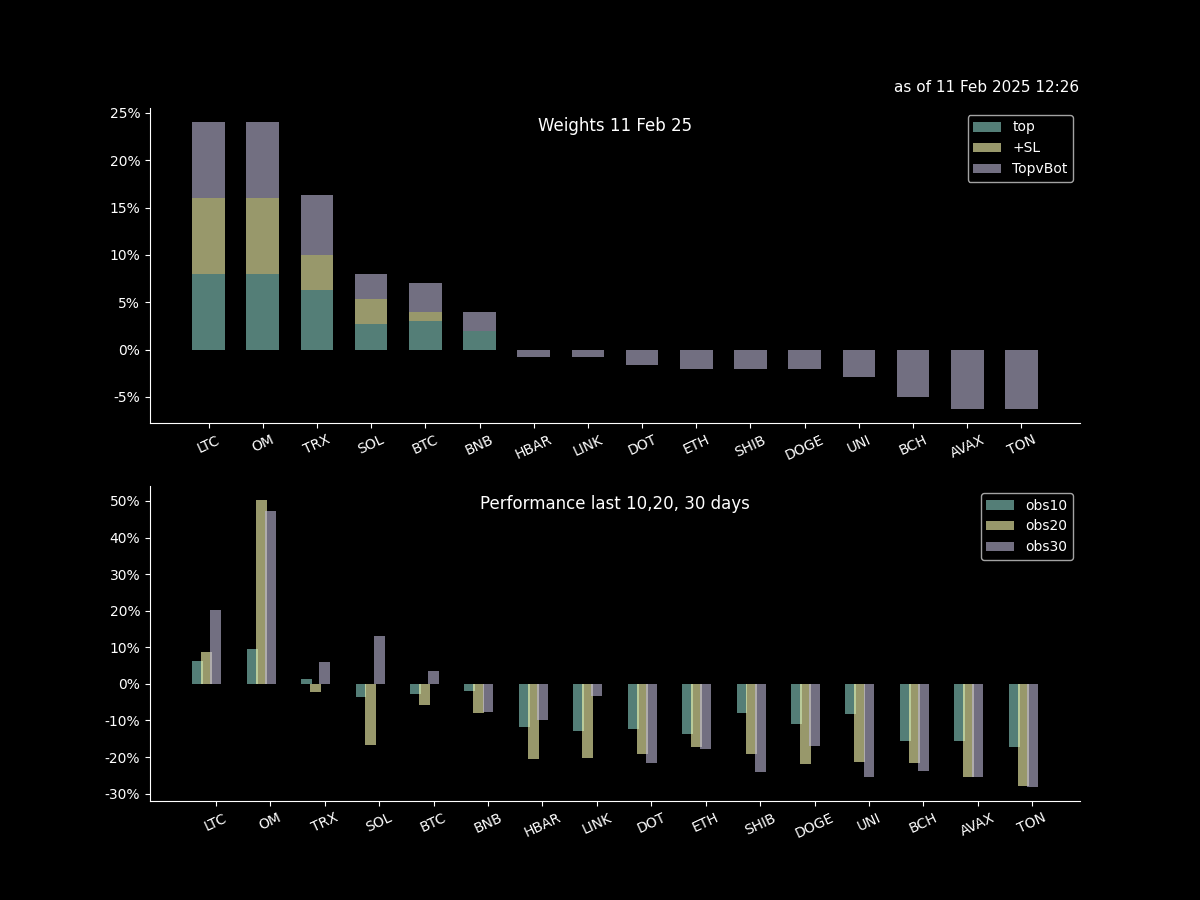 as of 11 Feb 2025 12:26
Weights 11 Feb 25
top
+SL
TopvBot
25%
20%
15%
10%
5%
0%
-5%
LTC OM TRX SOL BTC BNB HBAR LINK DOT ETH SHIB DOGE UNI BCH AVAX TON
Performance last 10,20, 30 days
obs10
obs20
obs30
50%
40%
30%
20%
10%
0%
-10%
-20%
-30%
LTC OM TRX SOL BTC BNB HBAR LINK DOT ETH SHIB DOGE UNI BCH AVAX TON